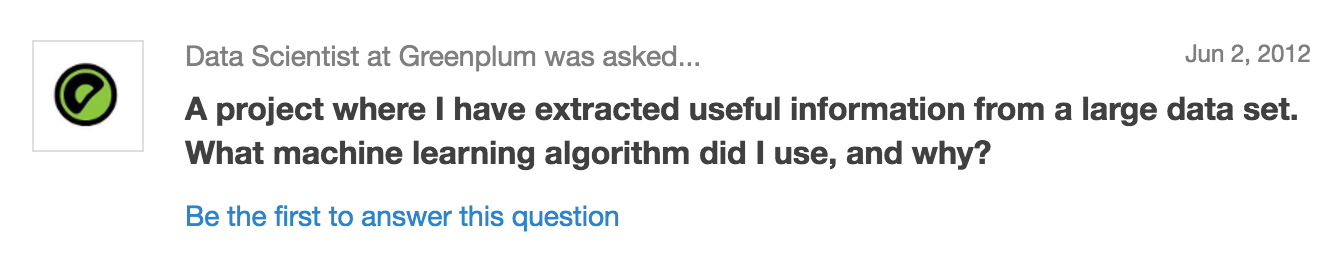 Data Scientist at Greenplum was asked...
Jun 2, 2012
A project where I have extracted useful information from a large data set.
What machine learning algorithm did I use, and why?
Be the first to answer this question